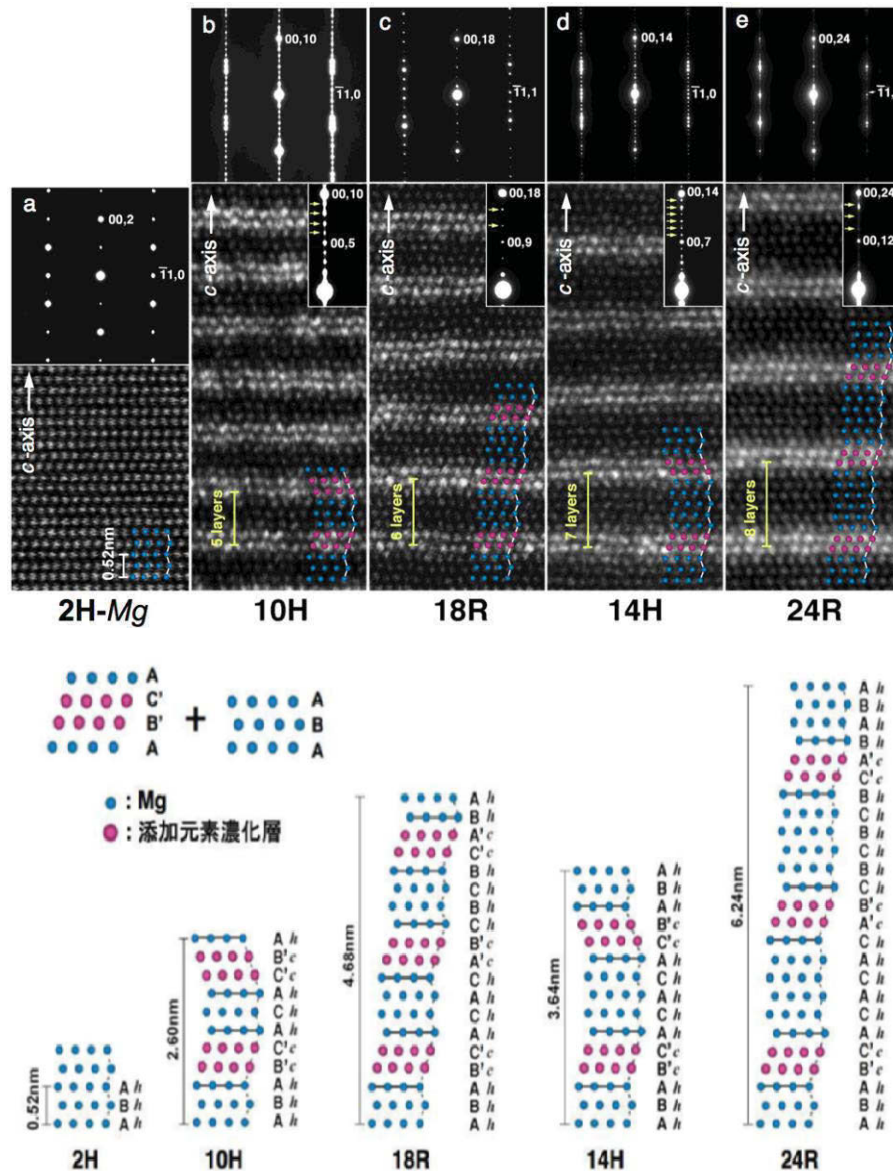 b
00,10
1̄1,0
c
00,18
1̄1,1
d
00,14
1̄1,0
e
00,24
1̄1,0
a
00,2
1̄1,0
c-axis
0.52nm
2H-Mg
c-axis
00,10
00,5
5 layers
10H
c-axis
00,18
00,9
6 layers
18R
c-axis
00,14
00,7
7 layers
14H
c-axis
00,24
00,12
8 layers
24R
A
C'
B'
A
+
A
B
A
: Mg
: 添加元素濃化層
0.52nm
A h
B h
A h
2H
2.60nm
A h
B' c
C' c
A h
C h
A h
C' c
B' c
A h
B h
A h
10H
4.68nm
A h
B h
A' c
C' c
B h
C h
B h
C h
B' c
A' c
C h
A h
C h
A h
C' c
B' c
A h
B h
A h
18R
3.64nm
A h
B h
A h
B' c
C' c
A h
C h
A h
C h
A h
C' c
B' c
A h
B h
A h
14H
6.24nm
A h
B h
A h
B h
A' c
C' c
B h
C h
B h
C h
B h
C h
B' c
A' c
C h
A h
C h
A h
C h
A h
C' c
B' c
A h
B h
A h
24R